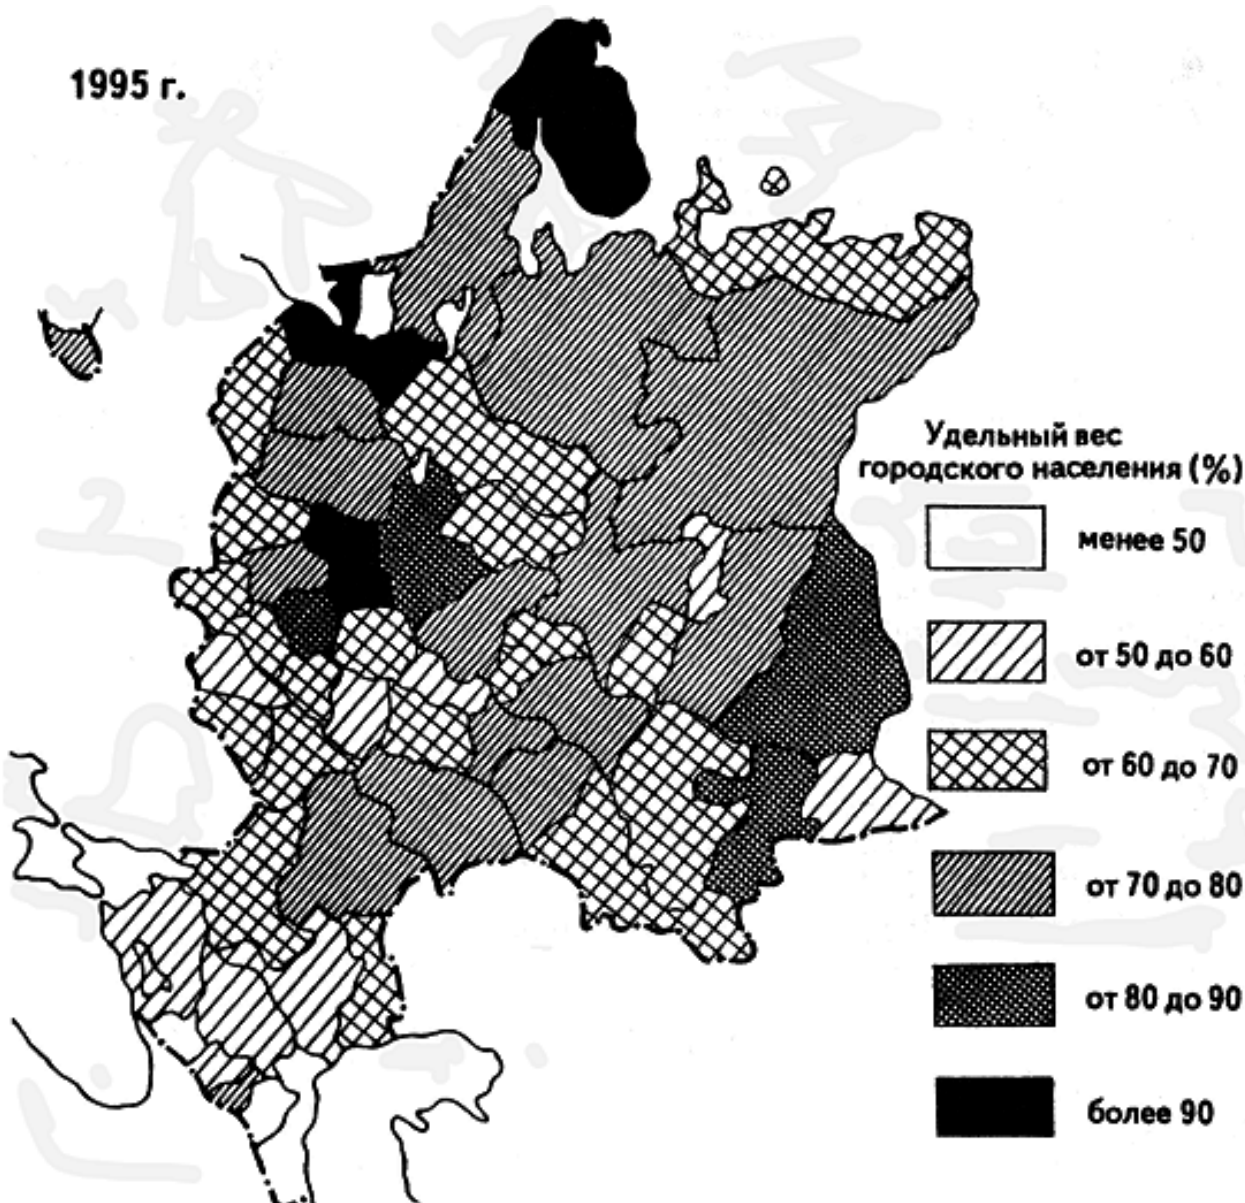 1995 г.
Удельный вес
городского населения (%)
менее 50
от 50 до 60
от 60 до 70
от 70 до 80
от 80 до 90
более 90